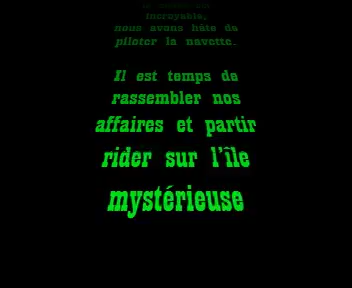 incroyable,
nous avons hâte de
piloter la navette.
Il est temps de
rassembler nos
affaires et partir
rider sur l'île
mystérieuse